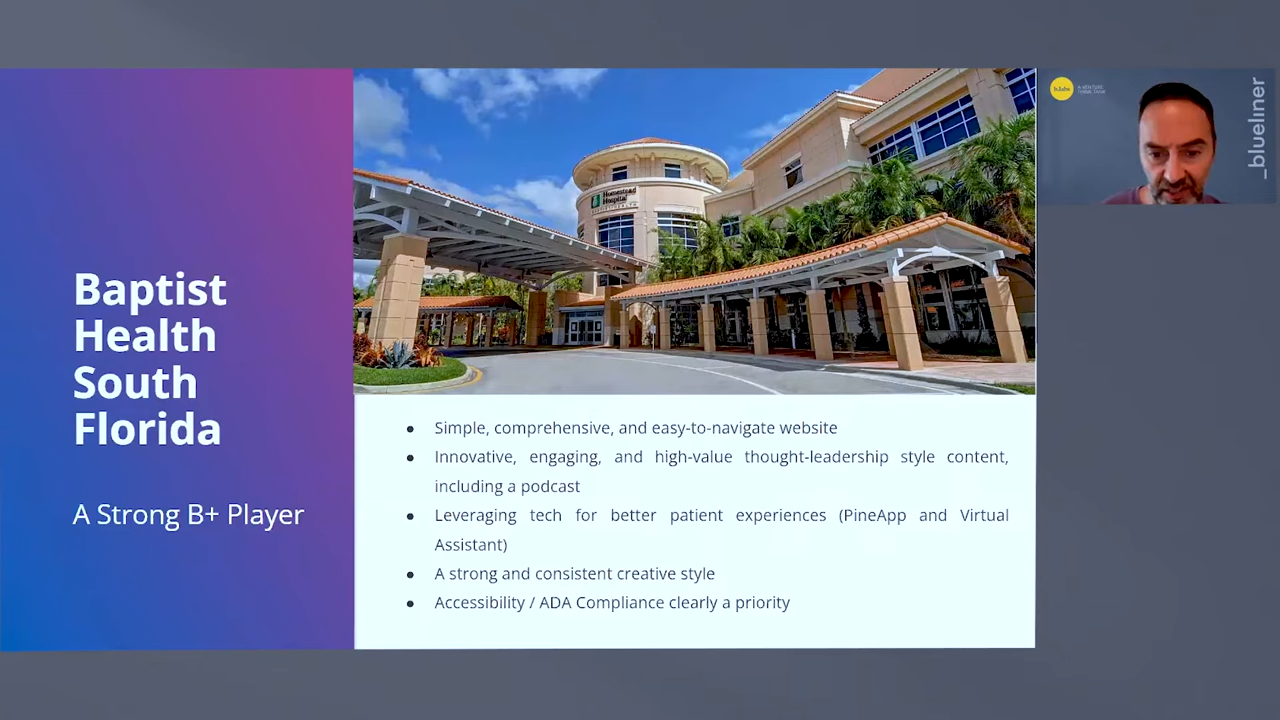 Baptist
Health
South
Florida
A Strong B+ Player
Homestead
Hospital
● Simple, comprehensive, and easy-to-navigate website
● Innovative, engaging, and high-value thought-leadership style content,
including a podcast
● Leveraging tech for better patient experiences (PineApp and Virtual
Assistant)
● A strong and consistent creative style
● Accessibility / ADA Compliance clearly a priority
b.labs
_blueliner